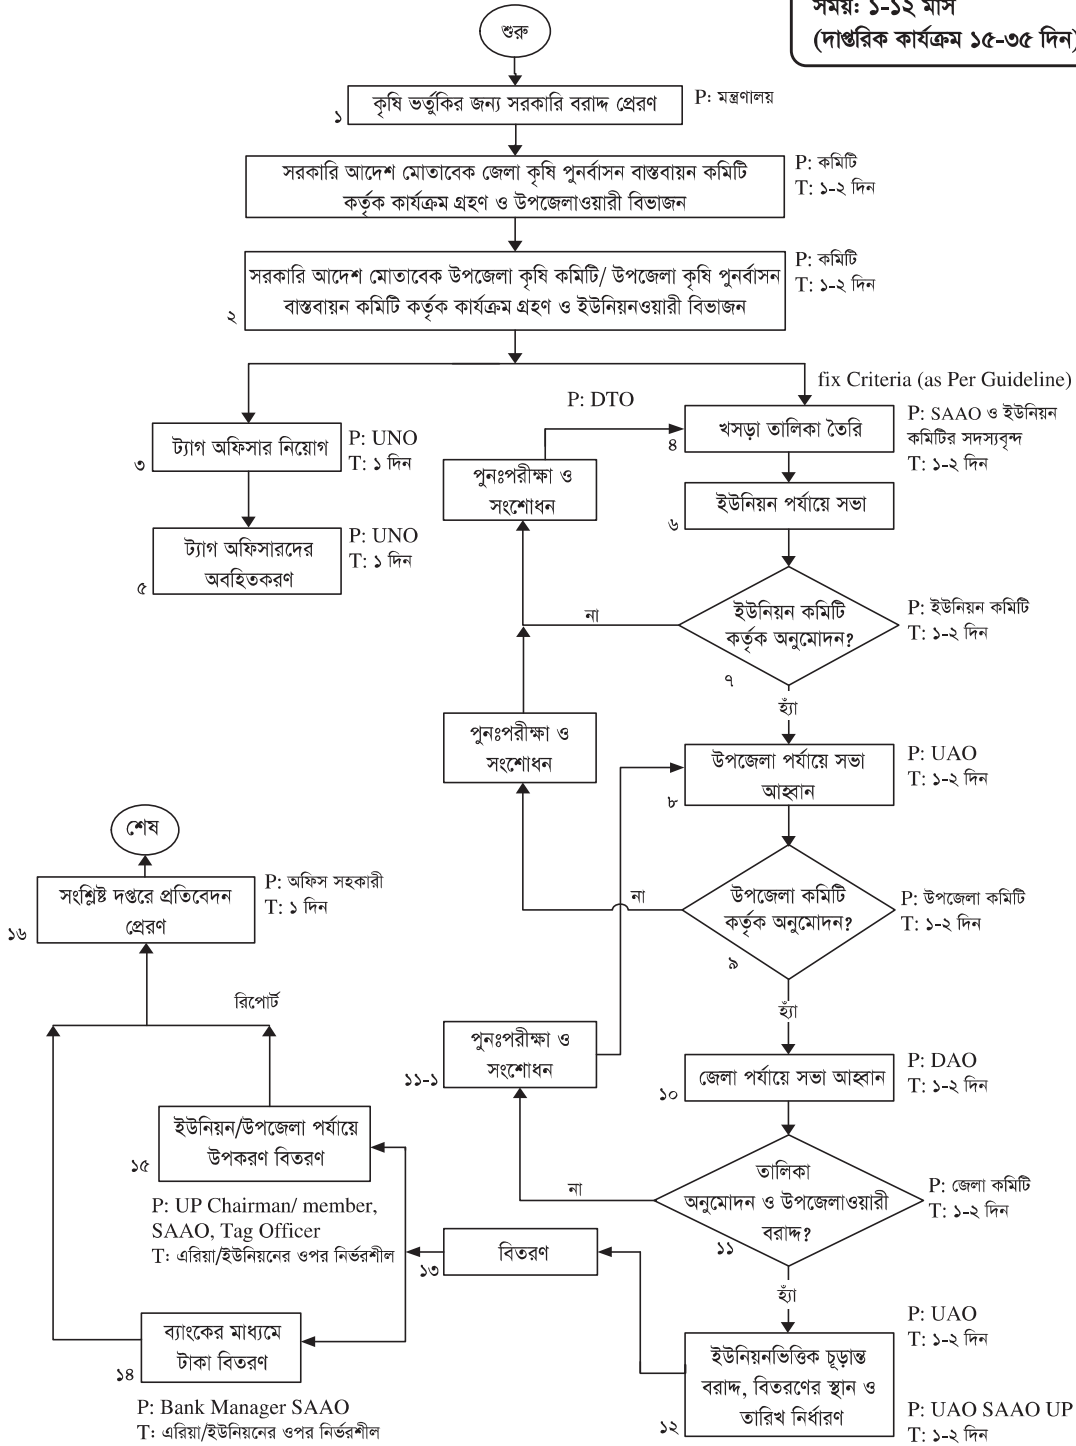 সময়: ১-১২ মাস
(দাপ্তরিক কার্যক্রম ১৫-৩৫ দিন)
শুরু
কৃষি ভর্তুকির জন্য সরকারি বরাদ্দ প্রেরণ
১
P: মন্ত্রণালয়
সরকারি আদেশ মোতাবেক জেলা কৃষি পুনর্বাসন বাস্তবায়ন কমিটি
কর্তৃক কার্যক্রম গ্রহণ ও উপজেলাওয়ারী বিভাজন
P: কমিটি
T: ১-২ দিন
সরকারি আদেশ মোতাবেক উপজেলা কৃষি কমিটি/ উপজেলা কৃষি পুনর্বাসন
বাস্তবায়ন কমিটি কর্তৃক কার্যক্রম গ্রহণ ও ইউনিয়নওয়ারী বিভাজন
২
P: কমিটি
T: ১-২ দিন
fix Criteria (as Per Guideline)
P: DTO
ট্যাগ অফিসার নিয়োগ
৩
P: UNO
T: ১ দিন
খসড়া তালিকা তৈরি
৪
P: SAAO ও ইউনিয়ন
কমিটির সদস্যবৃন্দ
T: ১-২ দিন
পুনঃপরীক্ষা ও
সংশোধন
ট্যাগ অফিসারদের
অবহিতকরণ
৫
P: UNO
T: ১ দিন
ইউনিয়ন পর্যায়ে সভা
৬
ইউনিয়ন কমিটি
কর্তৃক অনুমোদন?
৭
না
P: ইউনিয়ন কমিটি
T: ১-২ দিন
হ্যাঁ
পুনঃপরীক্ষা ও
সংশোধন
উপজেলা পর্যায়ে সভা
আহ্বান
৮
P: UAO
T: ১-২ দিন
শেষ
সংশ্লিষ্ট দপ্তরে প্রতিবেদন
প্রেরণ
১৬
P: অফিস সহকারী
T: ১ দিন
না
উপজেলা কমিটি
কর্তৃক অনুমোদন?
৯
P: উপজেলা কমিটি
T: ১-২ দিন
রিপোর্ট
হ্যাঁ
পুনঃপরীক্ষা ও
সংশোধন
১১-১
জেলা পর্যায়ে সভা আহ্বান
১০
P: DAO
T: ১-২ দিন
ইউনিয়ন/উপজেলা পর্যায়ে
উপকরণ বিতরণ
১৫
P: UP Chairman/ member,
SAAO, Tag Officer
T: এরিয়া/ইউনিয়নের ওপর নির্ভরশীল
না
তালিকা
অনুমোদন ও উপজেলাওয়ারী
বরাদ্দ?
১১
P: জেলা কমিটি
T: ১-২ দিন
বিতরণ
১৩
হ্যাঁ
P: UAO
T: ১-২ দিন
ব্যাংকের মাধ্যমে
টাকা বিতরণ
১৪
P: Bank Manager SAAO
T: এরিয়া/ইউনিয়নের ওপর নির্ভরশীল
ইউনিয়নভিত্তিক চূড়ান্ত
বরাদ্দ, বিতরণের স্থান ও
তারিখ নির্ধারণ
১২
P: UAO SAAO UP
T: ১-২ দিন